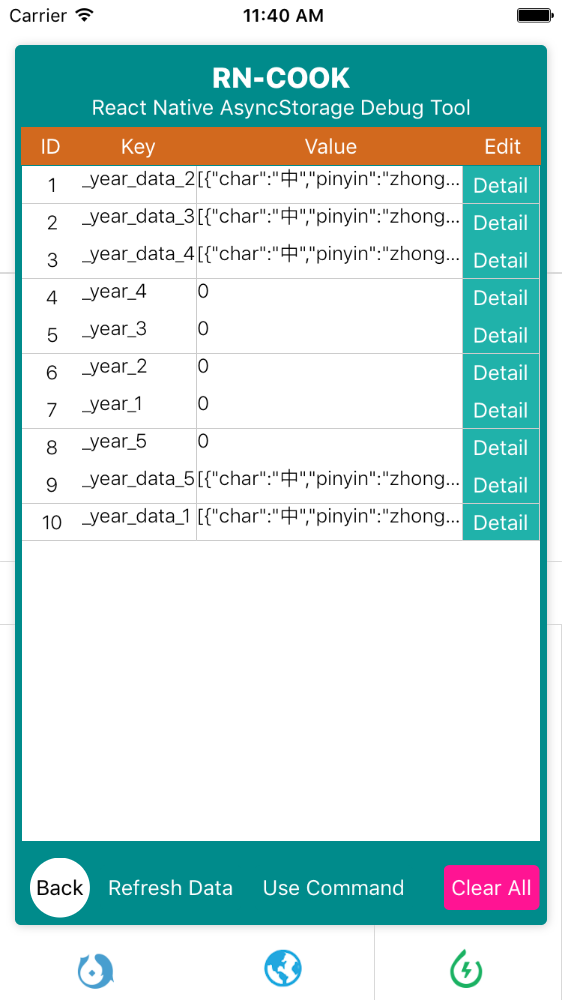 Carrier 11:40 AM
RN-COOK
React Native AsyncStorage Debug Tool
ID Key Value Edit
1 _year_data_2 [{"char":"中","pinyin":"zhong... Detail
2 _year_data_3 [{"char":"中","pinyin":"zhong... Detail
3 _year_data_4 [{"char":"中","pinyin":"zhong... Detail
4 _year_4 0 Detail
5 _year_3 0 Detail
6 _year_2 0 Detail
7 _year_1 0 Detail
8 _year_5 0 Detail
9 _year_data_5 [{"char":"中","pinyin":"zhong... Detail
10 _year_data_1 [{"char":"中","pinyin":"zhong... Detail
Back Refresh Data Use Command Clear All